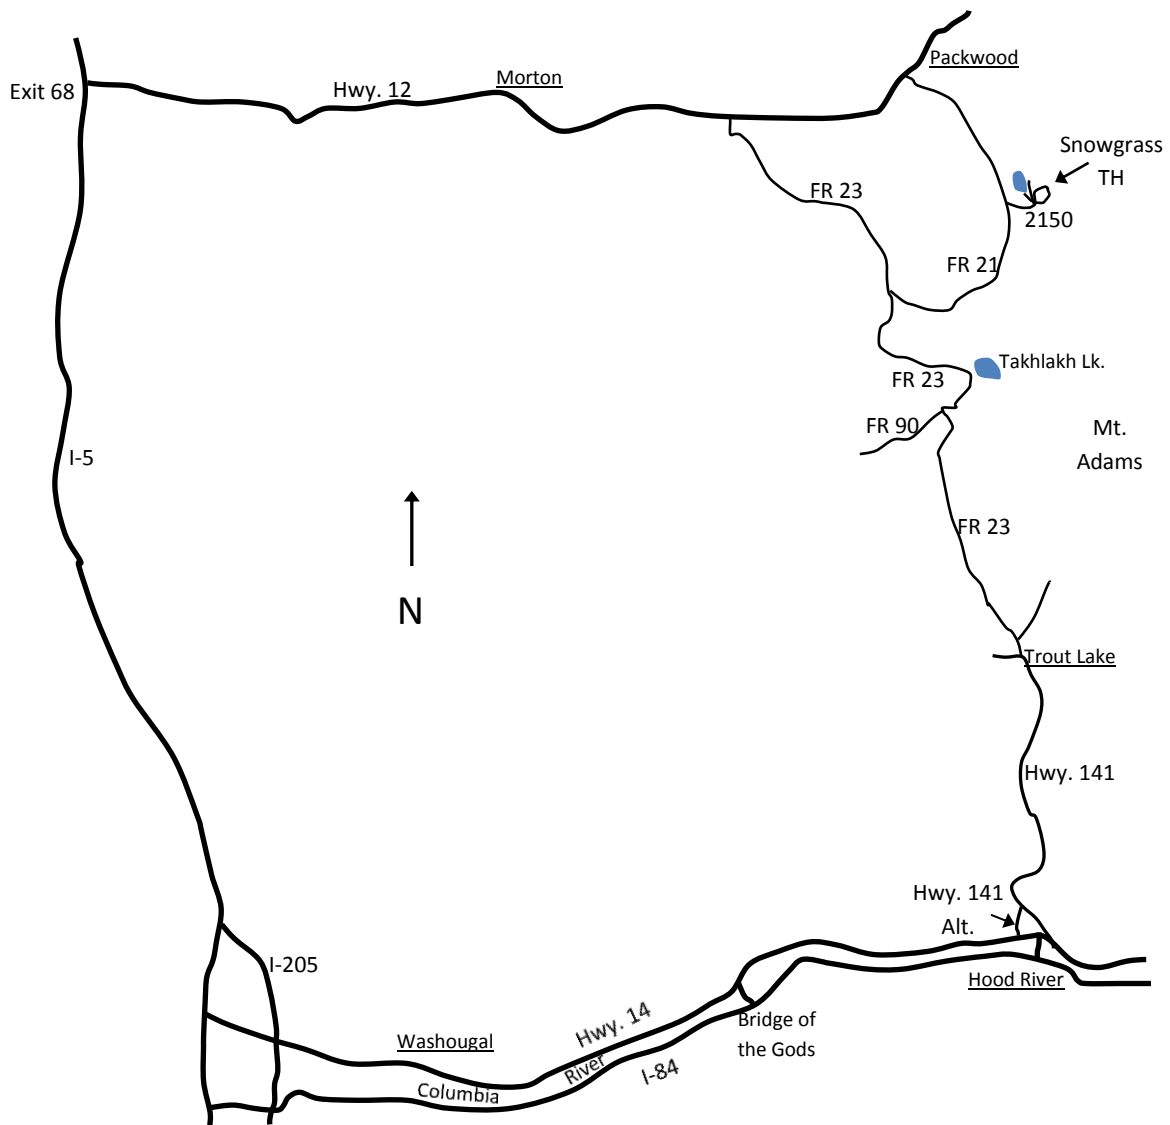 Packwood
Morton
Exit 68
Hwy. 12
Snowgrass
TH
FR 23
2150
FR 21
Takhlakh Lk.
FR 23
FR 90
Mt.
Adams
I-5
FR 23
N
Trout Lake
Hwy. 141
Hwy. 141
Alt.
I-205
Hood River
Hwy. 14
Bridge of
the Gods
Washougal
River
I-84
Columbia